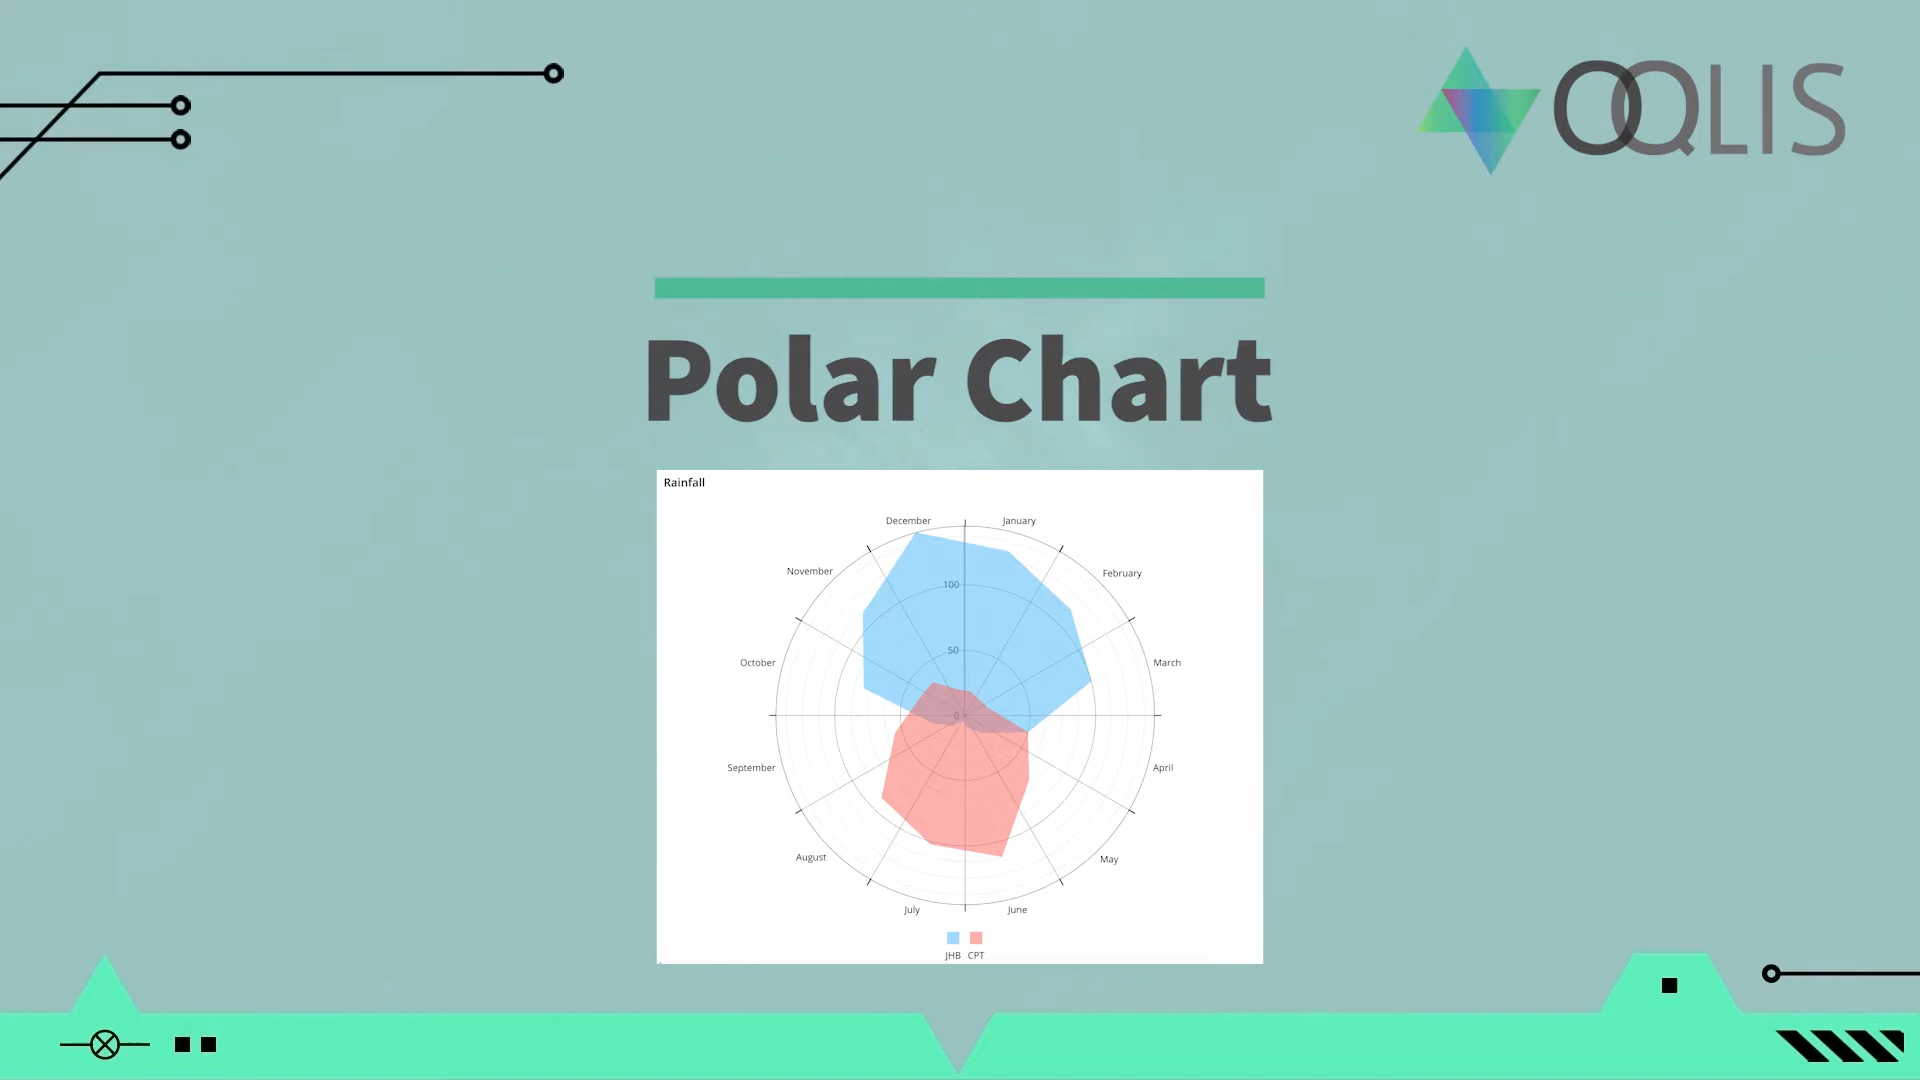 OQLIS
Polar Chart
Rainfall
December
January
November
February
100
50
October
March
0
September
April
August
May
July
June
JHB
CPT